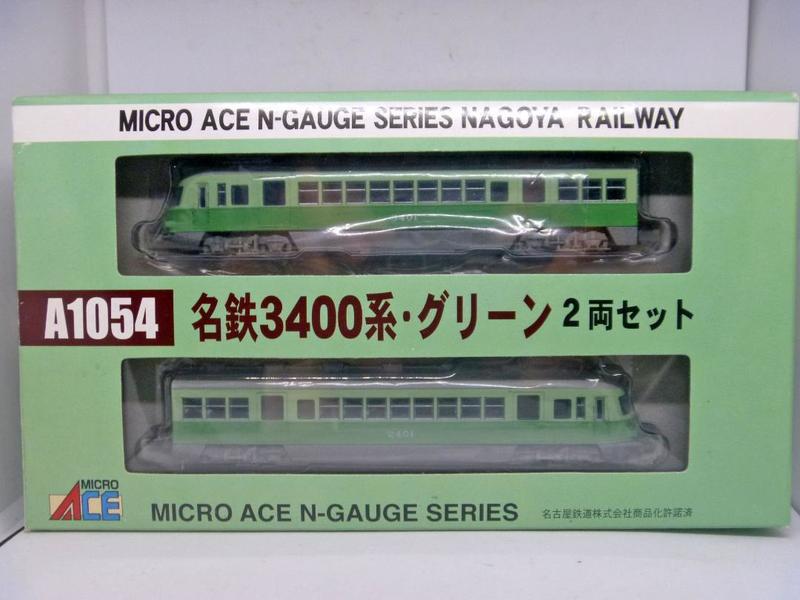 MICRO ACE N-GAUGE SERIES NAGOYA RAILWAY
3401
A1054
名鉄3400系・グリーン 2両セット
2401
MICRO
ACE
MICRO ACE N-GAUGE SERIES
名古屋鉄道株式会社商品化許諾済